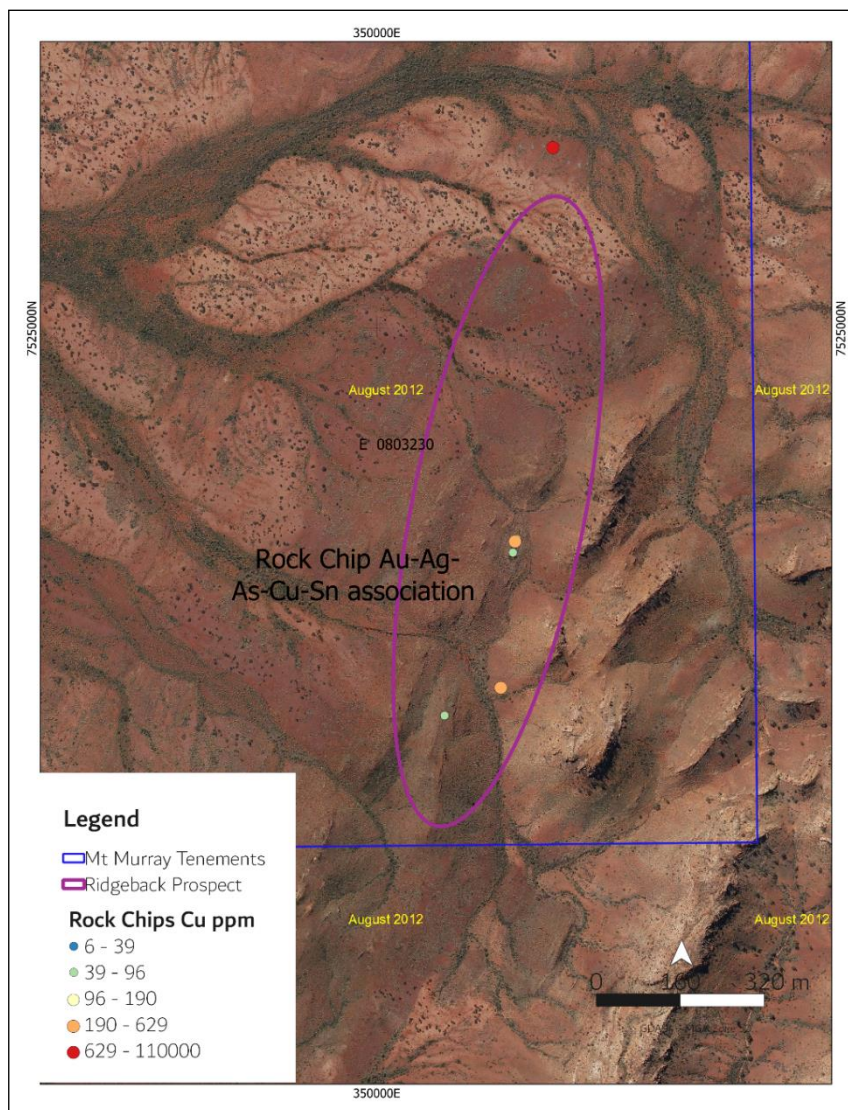 350000E
7525000N
7525000N
August 2012
August 2012
E 0803230
Rock Chip Au-Ag-
As-Cu-Sn association
Legend
Mt Murray Tenements
Ridgeback Prospect
Rock Chips Cu ppm
6 - 39
39 - 96
96 - 190
190 - 629
629 - 110000
August 2012
August 2012
0 160 320 m
350000E